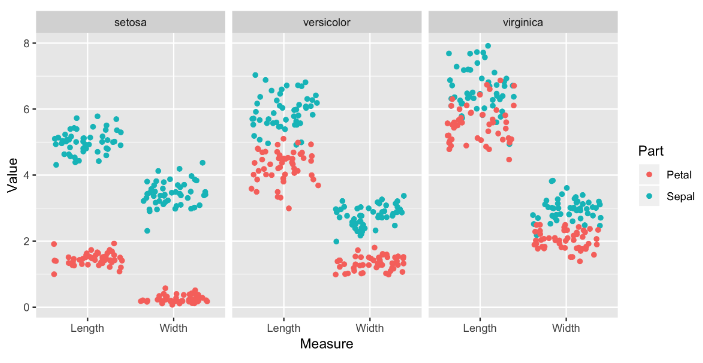 setosa versicolor virginica
8
6
4
2
0
Value
Length Width Length Width Length Width
Measure
Part
Petal
Sepal